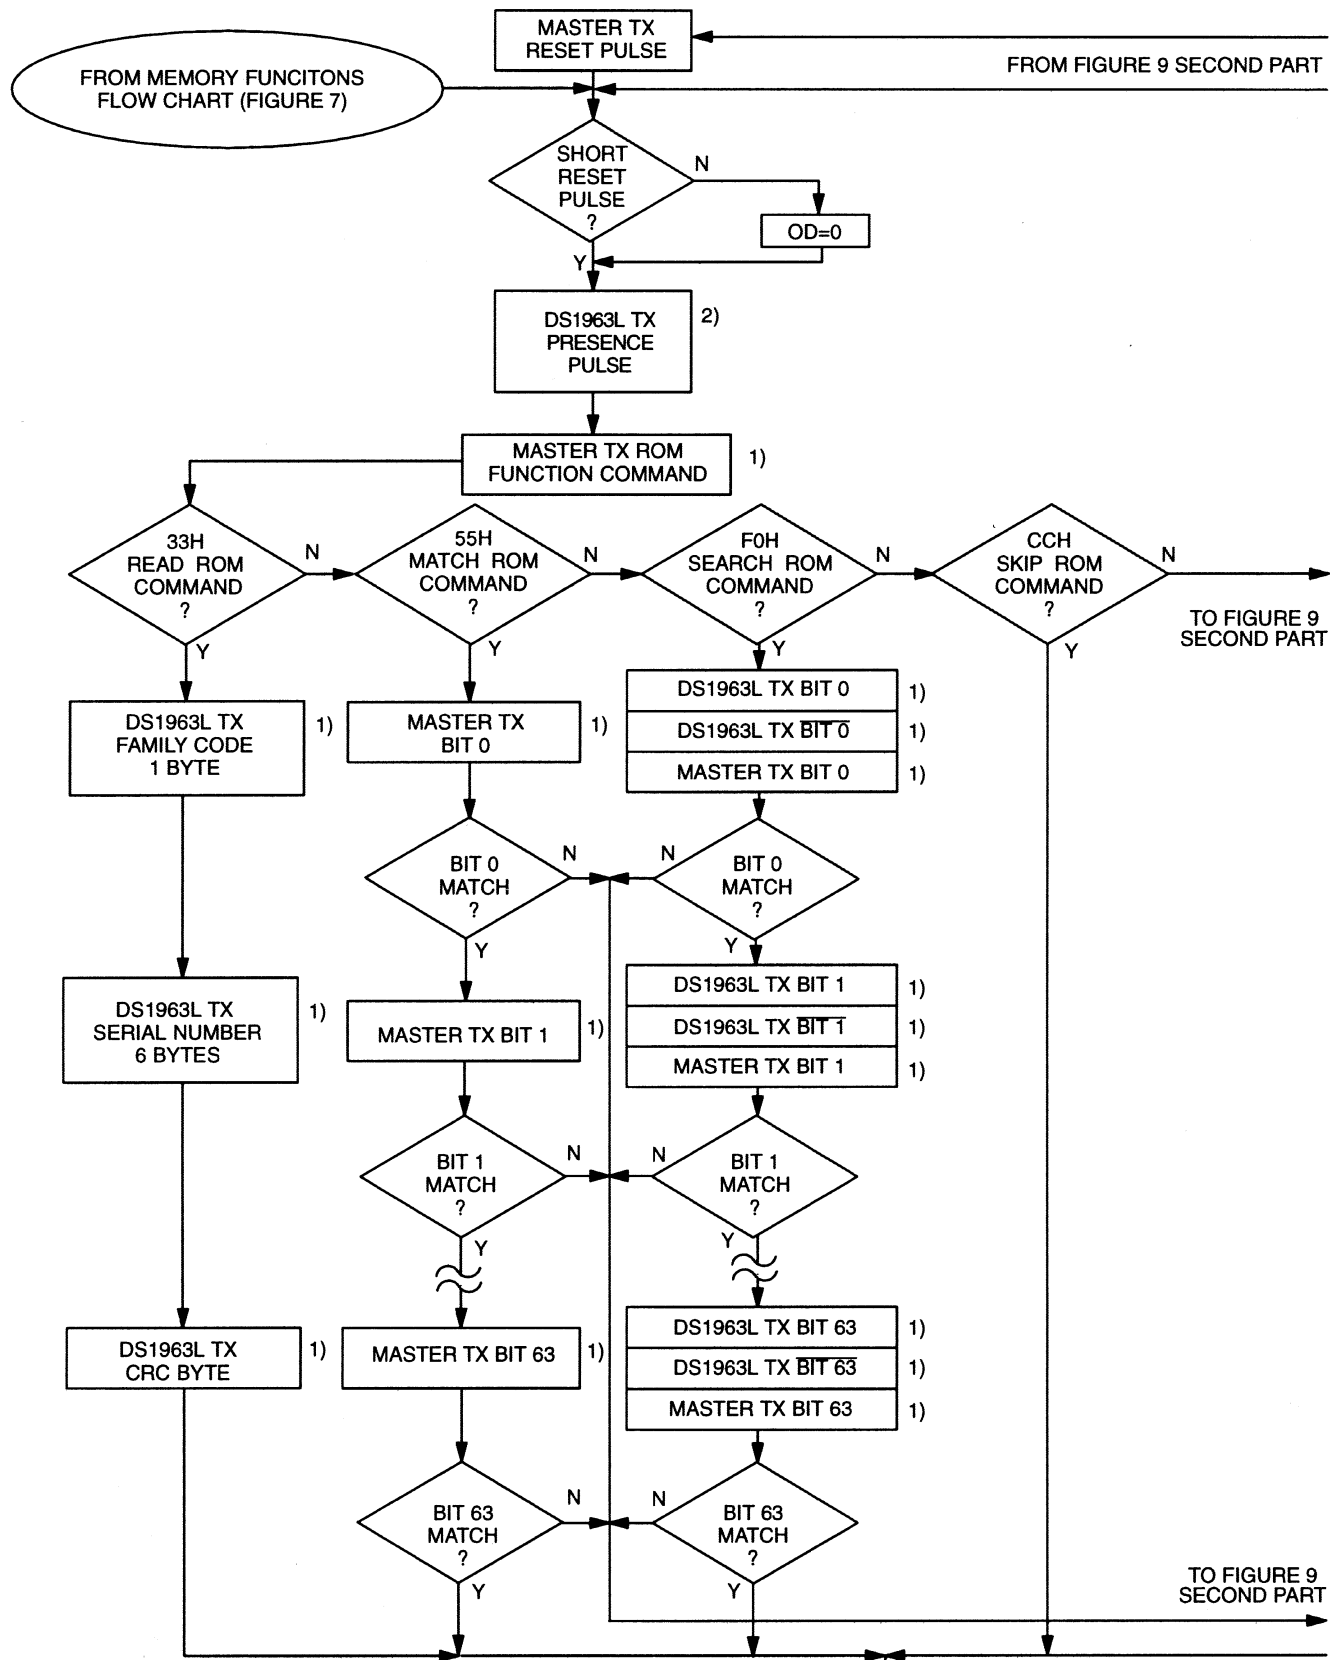 MASTER TX
RESET PULSE
FROM MEMORY FUNCITONS
FLOW CHART (FIGURE 7)
FROM FIGURE 9 SECOND PART
SHORT
RESET
PULSE
?
N
OD=0
Y
DS1963L TX
PRESENCE
PULSE
2)
MASTER TX ROM
FUNCTION COMMAND
1)
33H
READ ROM
COMMAND
?
N
Y
55H
MATCH ROM
COMMAND
?
N
Y
F0H
SEARCH ROM
COMMAND
?
N
Y
CCH
SKIP ROM
COMMAND
?
N
Y
TO FIGURE 9
SECOND PART
DS1963L TX
FAMILY CODE
1 BYTE
1)
MASTER TX
BIT 0
1)
DS1963L TX BIT 0
1)
DS1963L TX B̅I̅T̅ ̅0̅
1)
MASTER TX BIT 0
1)
BIT 0
MATCH
?
N
Y
N
BIT 0
MATCH
?
Y
DS1963L TX
SERIAL NUMBER
6 BYTES
1)
MASTER TX BIT 1
1)
DS1963L TX BIT 1
1)
DS1963L TX B̅I̅T̅ ̅1̅
1)
MASTER TX BIT 1
1)
BIT 1
MATCH
?
N
Y
N
BIT 1
MATCH
?
Y
DS1963L TX
CRC BYTE
1)
MASTER TX BIT 63
1)
DS1963L TX BIT 63
1)
DS1963L TX B̅I̅T̅ ̅6̅3̅
1)
MASTER TX BIT 63
1)
BIT 63
MATCH
?
N
Y
N
BIT 63
MATCH
?
Y
TO FIGURE 9
SECOND PART